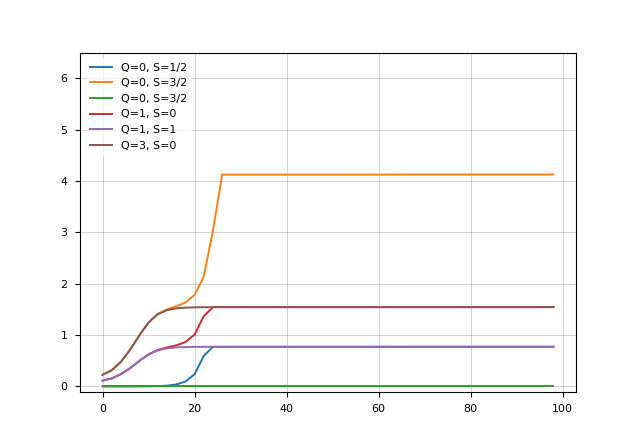 6
5
4
3
2
1
0
Q=0, S=1/2
Q=0, S=3/2
Q=0, S=3/2
Q=1, S=0
Q=1, S=1
Q=3, S=0
0 20 40 60 80 100